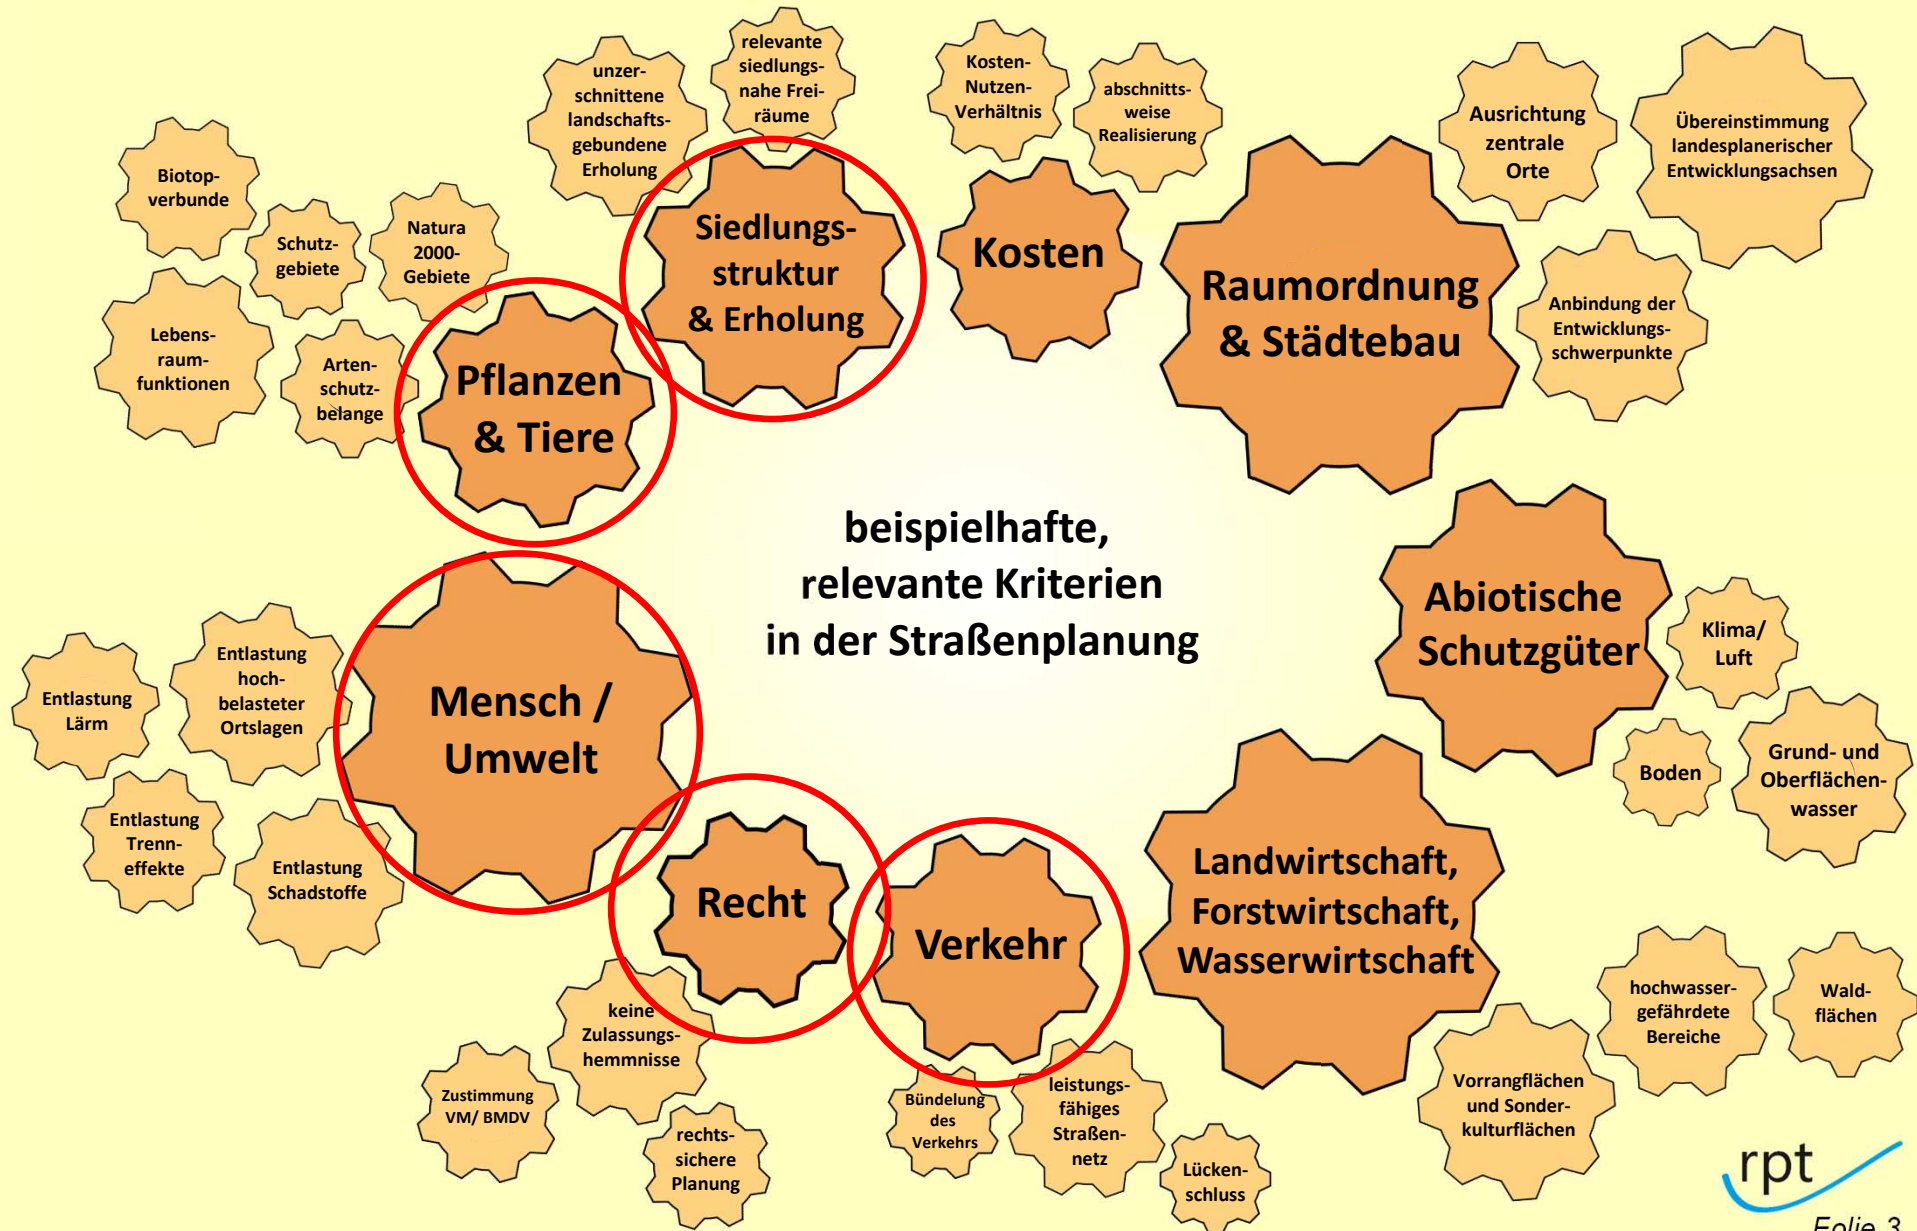 relevante
siedlungs-
nahe Frei-
räume
unzer-
schnittene
landschafts-
gebundene
Erholung
Kosten-
Nutzen-
Verhältnis
abschnitts-
weise
Realisierung
Ausrichtung
zentrale
Orte
Übereinstimmung
landesplanerischer
Entwicklungsachsen
Biotop-
verbunde
Schutz-
gebiete
Natura
2000-
Gebiete
Lebens-
raum-
funktionen
Arten-
schutz-
belange
Siedlungs-
struktur
& Erholung
Kosten
Raumordnung
& Städtebau
Anbindung der
Entwicklungs-
schwerpunkte
Pflanzen
& Tiere
beispielhafte,
relevante Kriterien
in der Straßenplanung
Abiotische
Schutzgüter
Klima/
Luft
Boden
Grund- und
Oberflächen-
wasser
Entlastung
Lärm
Entlastung
hoch-
belasteter
Ortslagen
Entlastung
Trenn-
effekte
Entlastung
Schadstoffe
Mensch /
Umwelt
Recht
Verkehr
Landwirtschaft,
Forstwirtschaft,
Wasserwirtschaft
keine
Zulassungs-
hemmnisse
Zustimmung
VM/ BMDV
rechts-
sichere
Planung
Bündelung
des
Verkehrs
leistungs-
fähiges
Straßen-
netz
Lücken-
schluss
Vorrangflächen
und Sonder-
kulturflächen
hochwasser-
gefährdete
Bereiche
Wald-
flächen
rpt
Folie 3